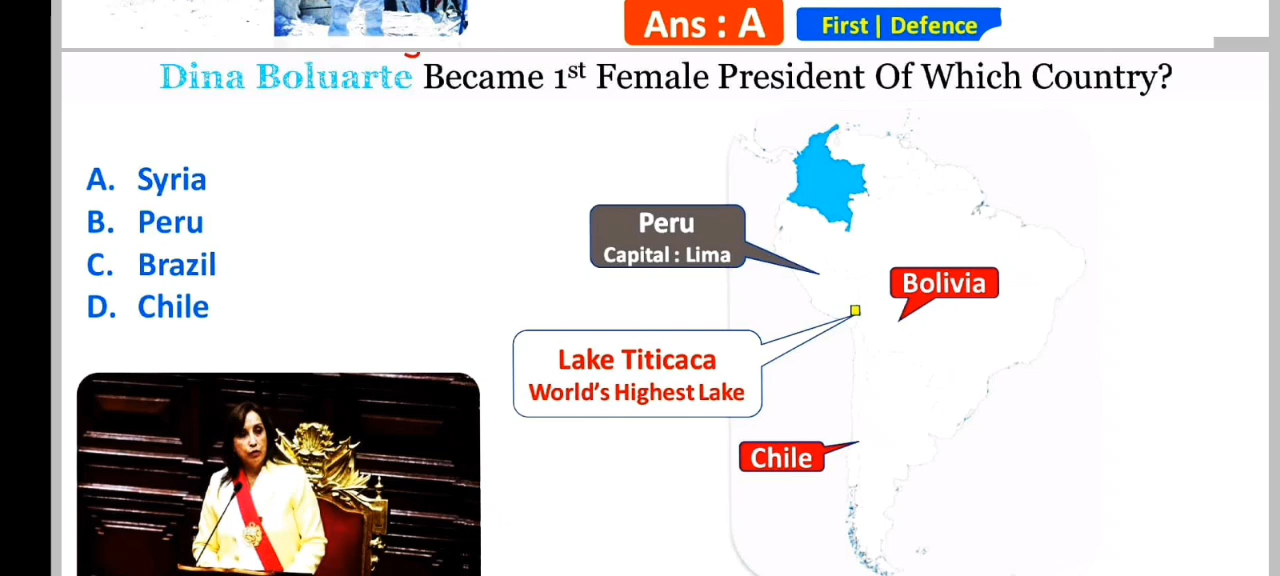 Ans : A
First | Defence
Dina Boluarte Became 1st Female President Of Which Country?
A. Syria
B. Peru
C. Brazil
D. Chile
Peru
Capital : Lima
Bolivia
Lake Titicaca
World's Highest Lake
Chile